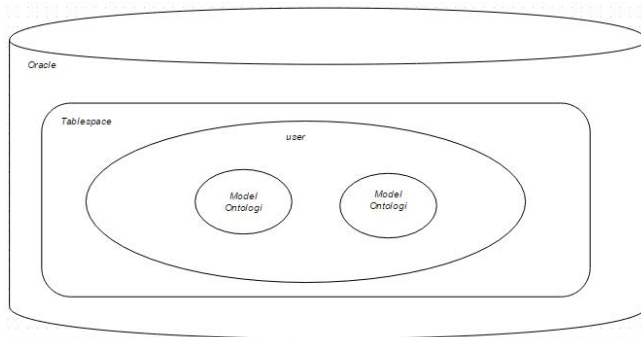 Oracle
Tablespace
user
Model
Ontologi
Model
Ontologi